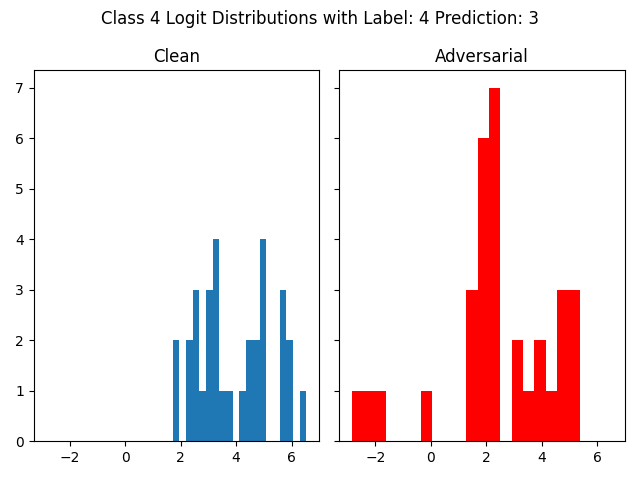 Class 4 Logit Distributions with Label: 4 Prediction: 3
Clean
Adversarial
7
6
5
4
3
2
1
0
−2 0 2 4 6
−2 0 2 4 6